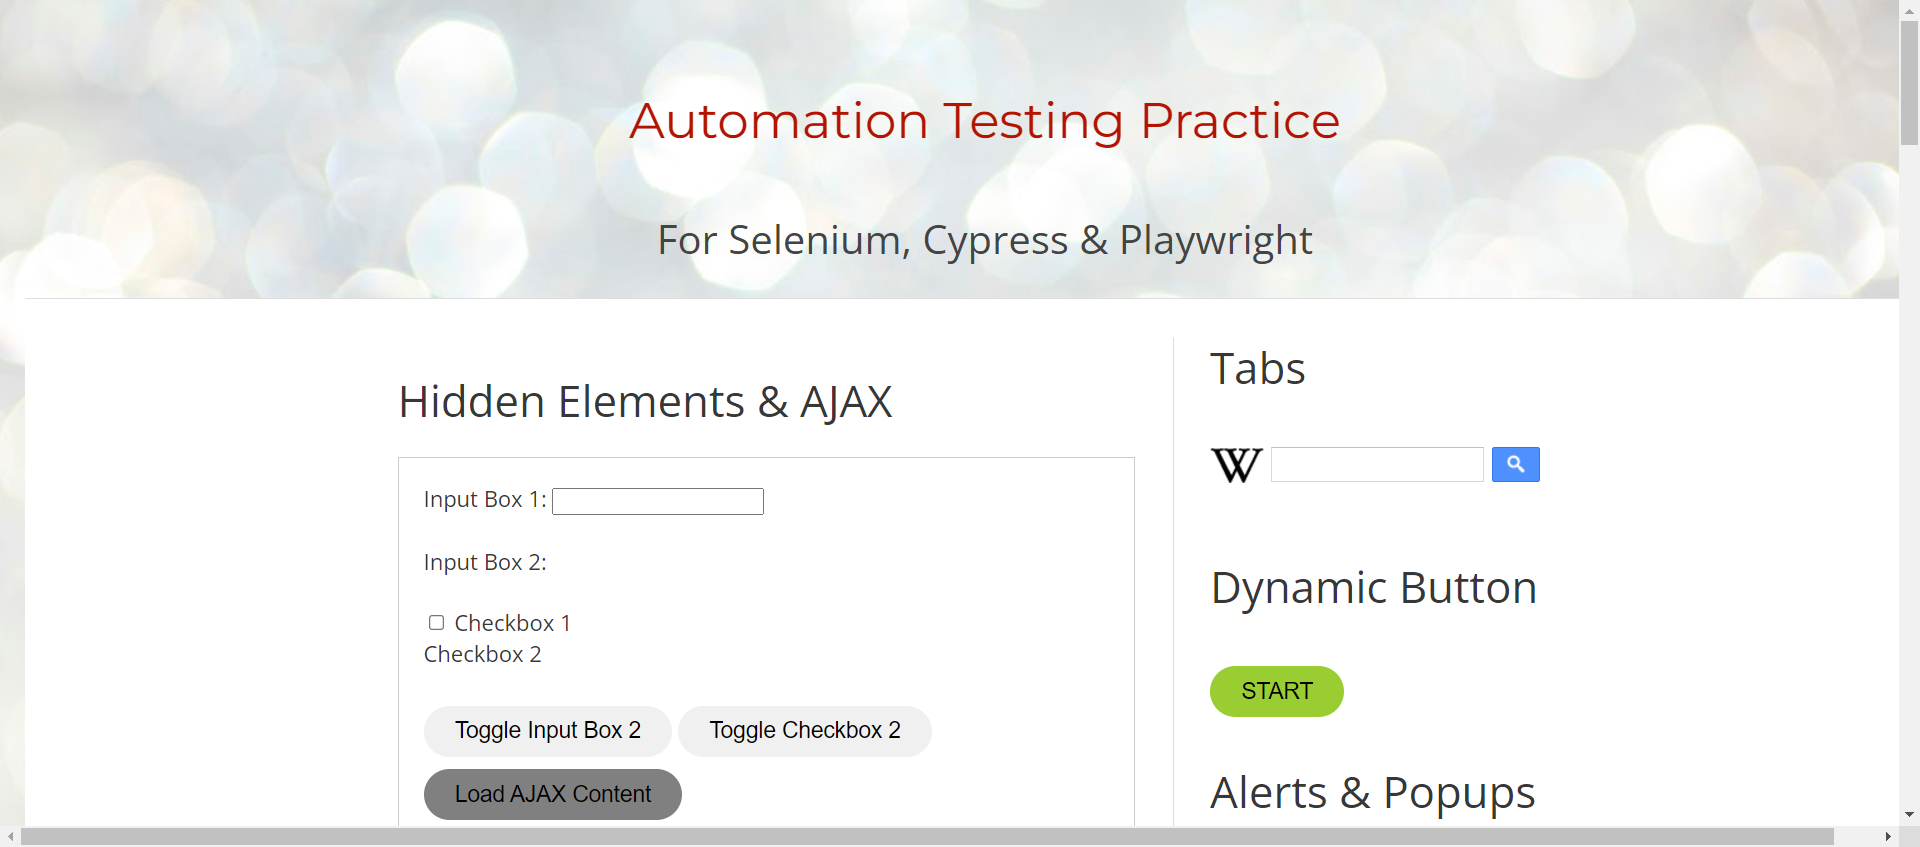 Automation Testing Practice
For Selenium, Cypress & Playwright
Hidden Elements & AJAX
Input Box 1:
Input Box 2:
Checkbox 1
Checkbox 2
Toggle Input Box 2
Toggle Checkbox 2
Load AJAX Content
Tabs
W
Dynamic Button
START
Alerts & Popups